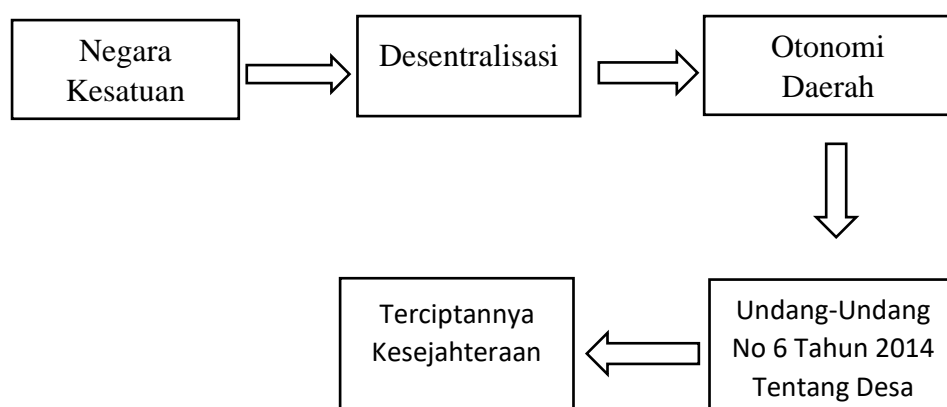 Negara
Kesatuan
Desentralisasi
Otonomi
Daerah
Undang-Undang
No 6 Tahun 2014
Tentang Desa
Terciptannya
Kesejahteraan